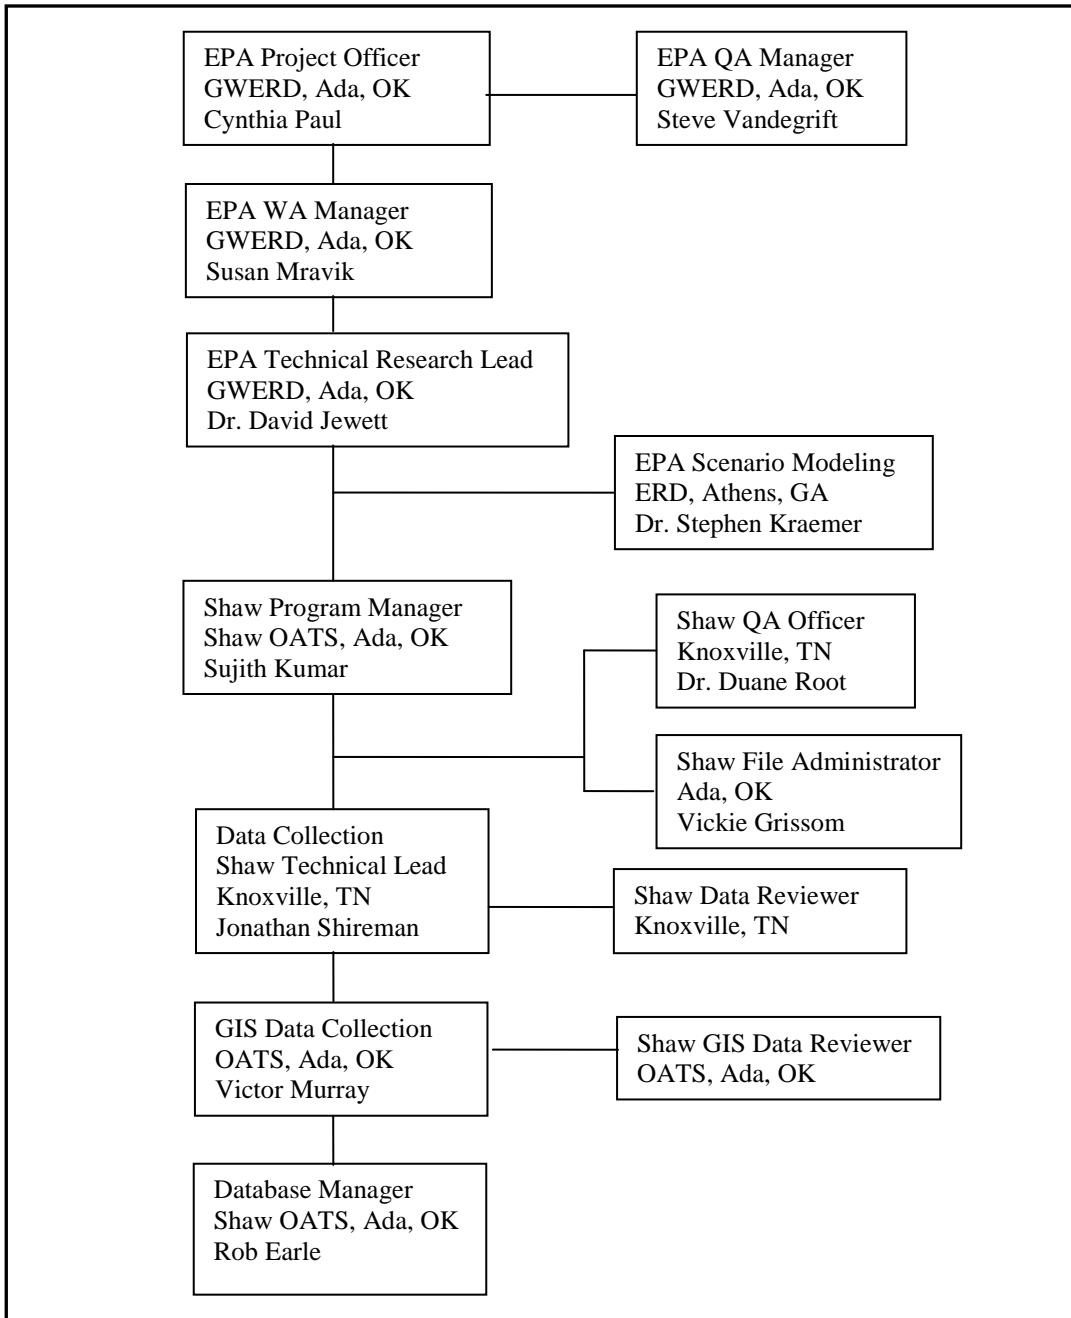 EPA Project Officer
GWERD, Ada, OK
Cynthia Paul
EPA QA Manager
GWERD, Ada, OK
Steve Vandegrift
EPA WA Manager
GWERD, Ada, OK
Susan Mravik
EPA Technical Research Lead
GWERD, Ada, OK
Dr. David Jewett
EPA Scenario Modeling
ERD, Athens, GA
Dr. Stephen Kraemer
Shaw Program Manager
Shaw OATS, Ada, OK
Sujith Kumar
Shaw QA Officer
Knoxville, TN
Dr. Duane Root
Shaw File Administrator
Ada, OK
Vickie Grissom
Data Collection
Shaw Technical Lead
Knoxville, TN
Jonathan Shireman
Shaw Data Reviewer
Knoxville, TN
GIS Data Collection
OATS, Ada, OK
Victor Murray
Shaw GIS Data Reviewer
OATS, Ada, OK
Database Manager
Shaw OATS, Ada, OK
Rob Earle